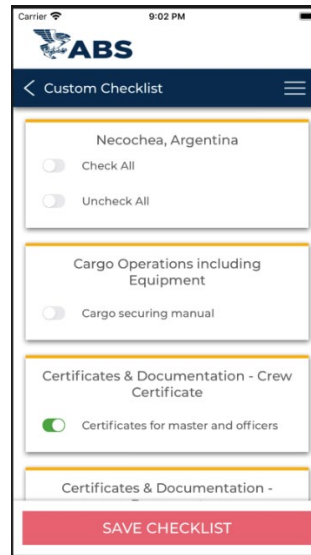 Carrier 9:02 PM
ABS
Custom Checklist
Necochea, Argentina
Check All
Uncheck All
Cargo Operations including
Equipment
Cargo securing manual
Certificates & Documentation - Crew
Certificate
Certificates for master and officers
Certificates & Documentation -
SAVE CHECKLIST